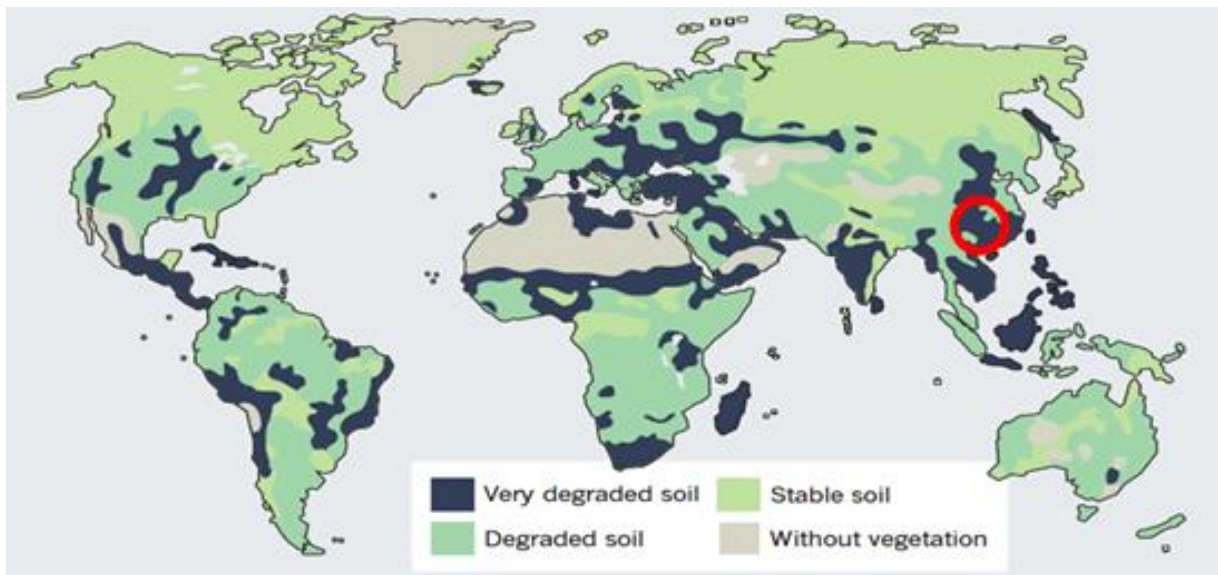 Very degraded soil
Stable soil
Degraded soil
Without vegetation